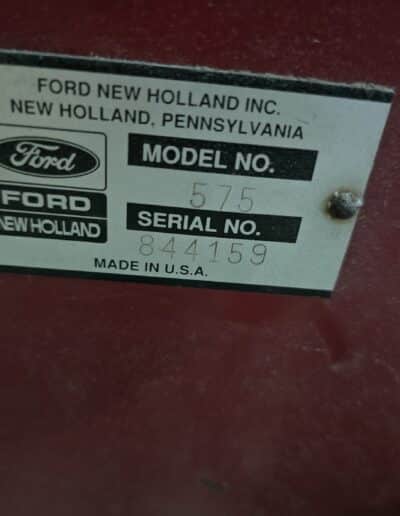 FORD NEW HOLLAND INC.
NEW HOLLAND, PENNSYLVANIA
Ford
FORD
NEW HOLLAND
MODEL NO.
575
SERIAL NO.
844159
MADE IN U.S.A.